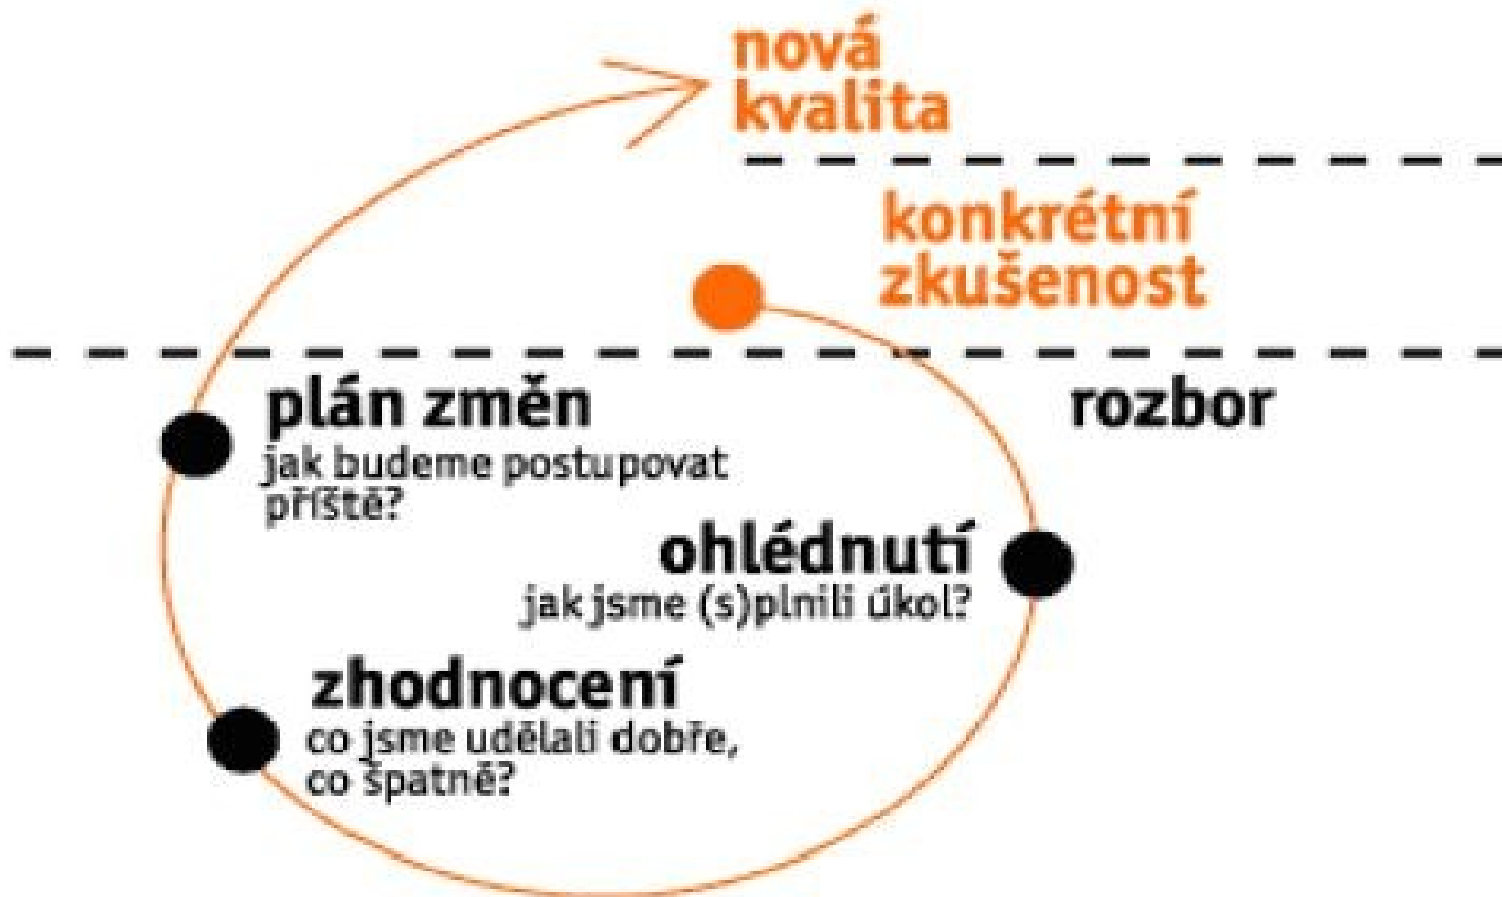 nová
kvalita
konkrétní
zkušenost
rozbor
plán změn
jak budeme postupovat
příště?
ohlédnutí
jak jsme (s)plnili úkol?
zhodnocení
co jsme udělali dobře,
co špatně?